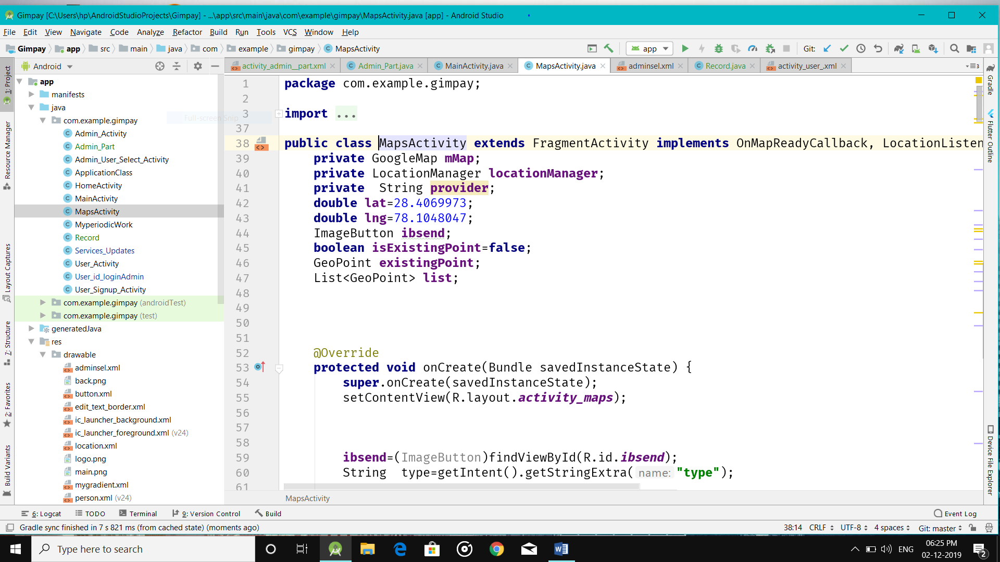 Gimpay [C:\Users\hp\AndroidStudioProjects\Gimpay] - ...\app\src\main\java\com\example\gimpay\MapsActivity.java [app] - Android Studio
File Edit View Navigate Code Analyze Refactor Build Run Tools VCS Window Help
Gimpay app src main java com example gimpay MapsActivity app Git:
Android
activity_admin__part.xml Admin_Part.java MainActivity.java MapsActivity.java adminsel.xml Record.java activity_user_.xml 3
1: Project
Resource Manager
Layout Captures
7: Structure
2: Favorites
Build Variants
app
manifests
java
com.example.gimpay
Full-screen Snip
Admin_Activity
Admin_Part
Admin_User_Select_Activity
ApplicationClass
HomeActivity
MainActivity
MapsActivity
MyperiodicWork
Record
Services_Updates
User_Activity
User_id_loginAdmin
User_Signup_Activity
com.example.gimpay (androidTest)
com.example.gimpay (test)
generatedJava
res
drawable
adminsel.xml
back.png
button.xml
edit_text_border.xml
ic_launcher_background.xml
ic_launcher_foreground.xml (v24)
location.xml
logo.png
main.png
mygradient.xml
person.xml (v24)
1 package com.example.gimpay;
2
3 import ...
37
38 public class MapsActivity extends FragmentActivity implements OnMapReadyCallback, LocationListen
39 private GoogleMap mMap;
40 private LocationManager locationManager;
41 private String provider;
42 double lat=28.4069973;
43 double lng=78.1048047;
44 ImageButton ibsend;
45 boolean isExistingPoint=false;
46 GeoPoint existingPoint;
47 List<GeoPoint> list;
48
49
50
51
52 @Override
53 protected void onCreate(Bundle savedInstanceState) {
54 super.onCreate(savedInstanceState);
55 setContentView(R.layout.activity_maps);
56
57
58
59 ibsend=(ImageButton)findViewById(R.id.ibsend);
60 String type=getIntent().getStringExtra( name: "type");
61
MapsActivity
Gradle
Flutter Outline
Device File Explorer
6: Logcat TODO Terminal 9: Version Control Build Event Log
Gradle sync finished in 7 s 821 ms (from cached state) (moments ago) 38:14 CRLF UTF-8 4 spaces Git: master
Type here to search
ENG
06:25 PM
02-12-2019
2